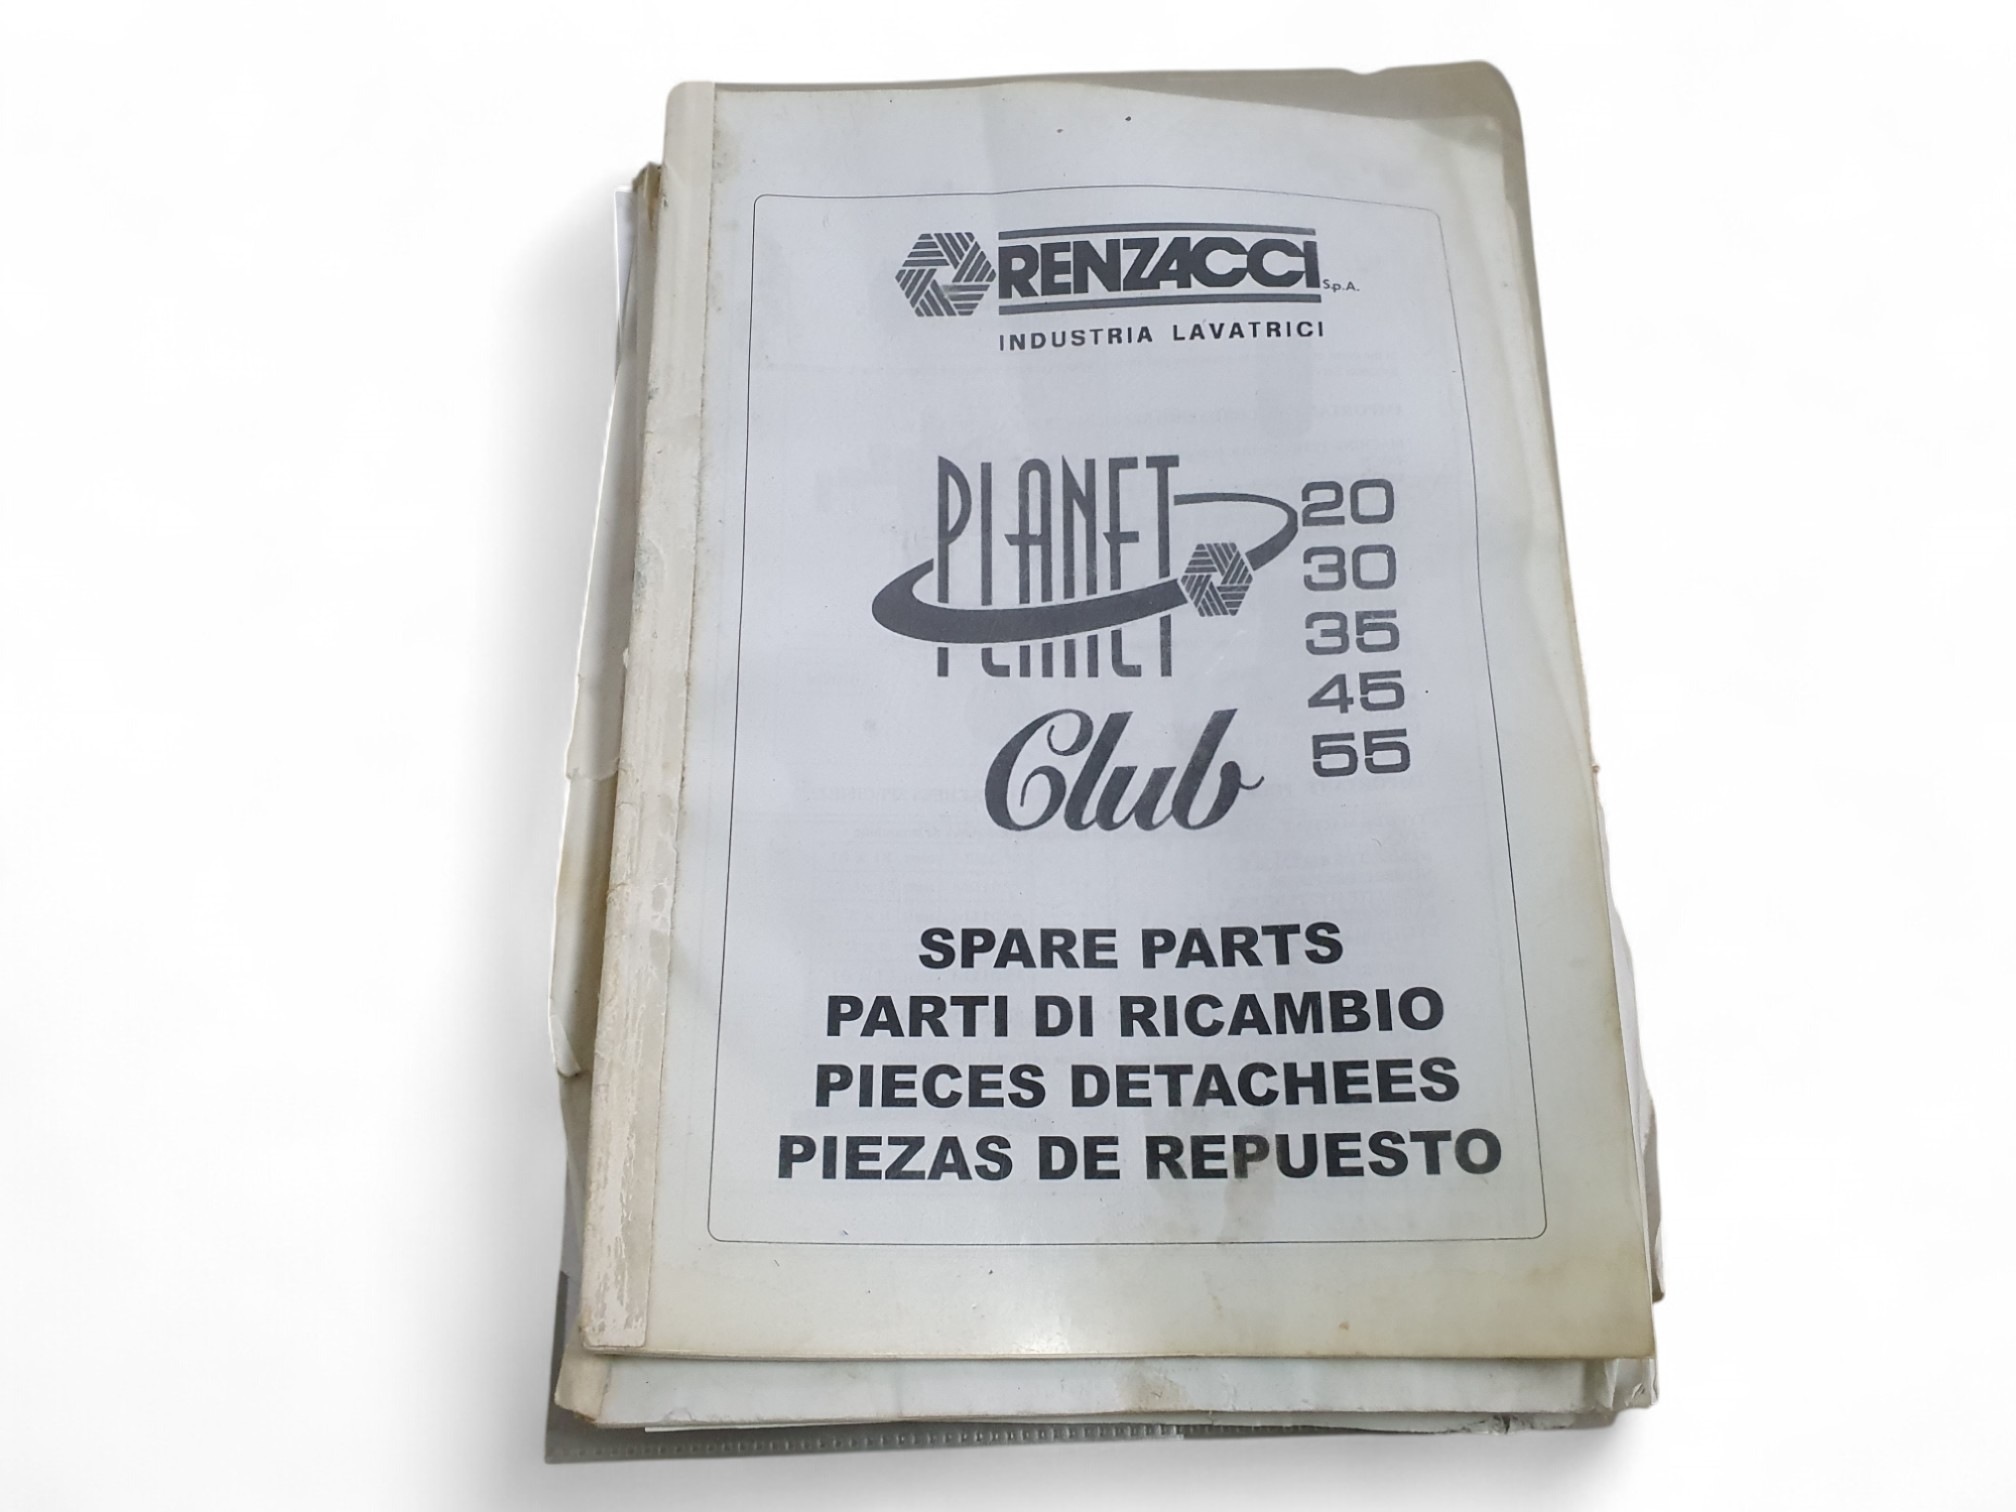 RENZACCI S.p.A.
INDUSTRIA LAVATRICI
PLANET
Club
20
30
35
45
55
SPARE PARTS
PARTI DI RICAMBIO
PIECES DETACHEES
PIEZAS DE REPUESTO